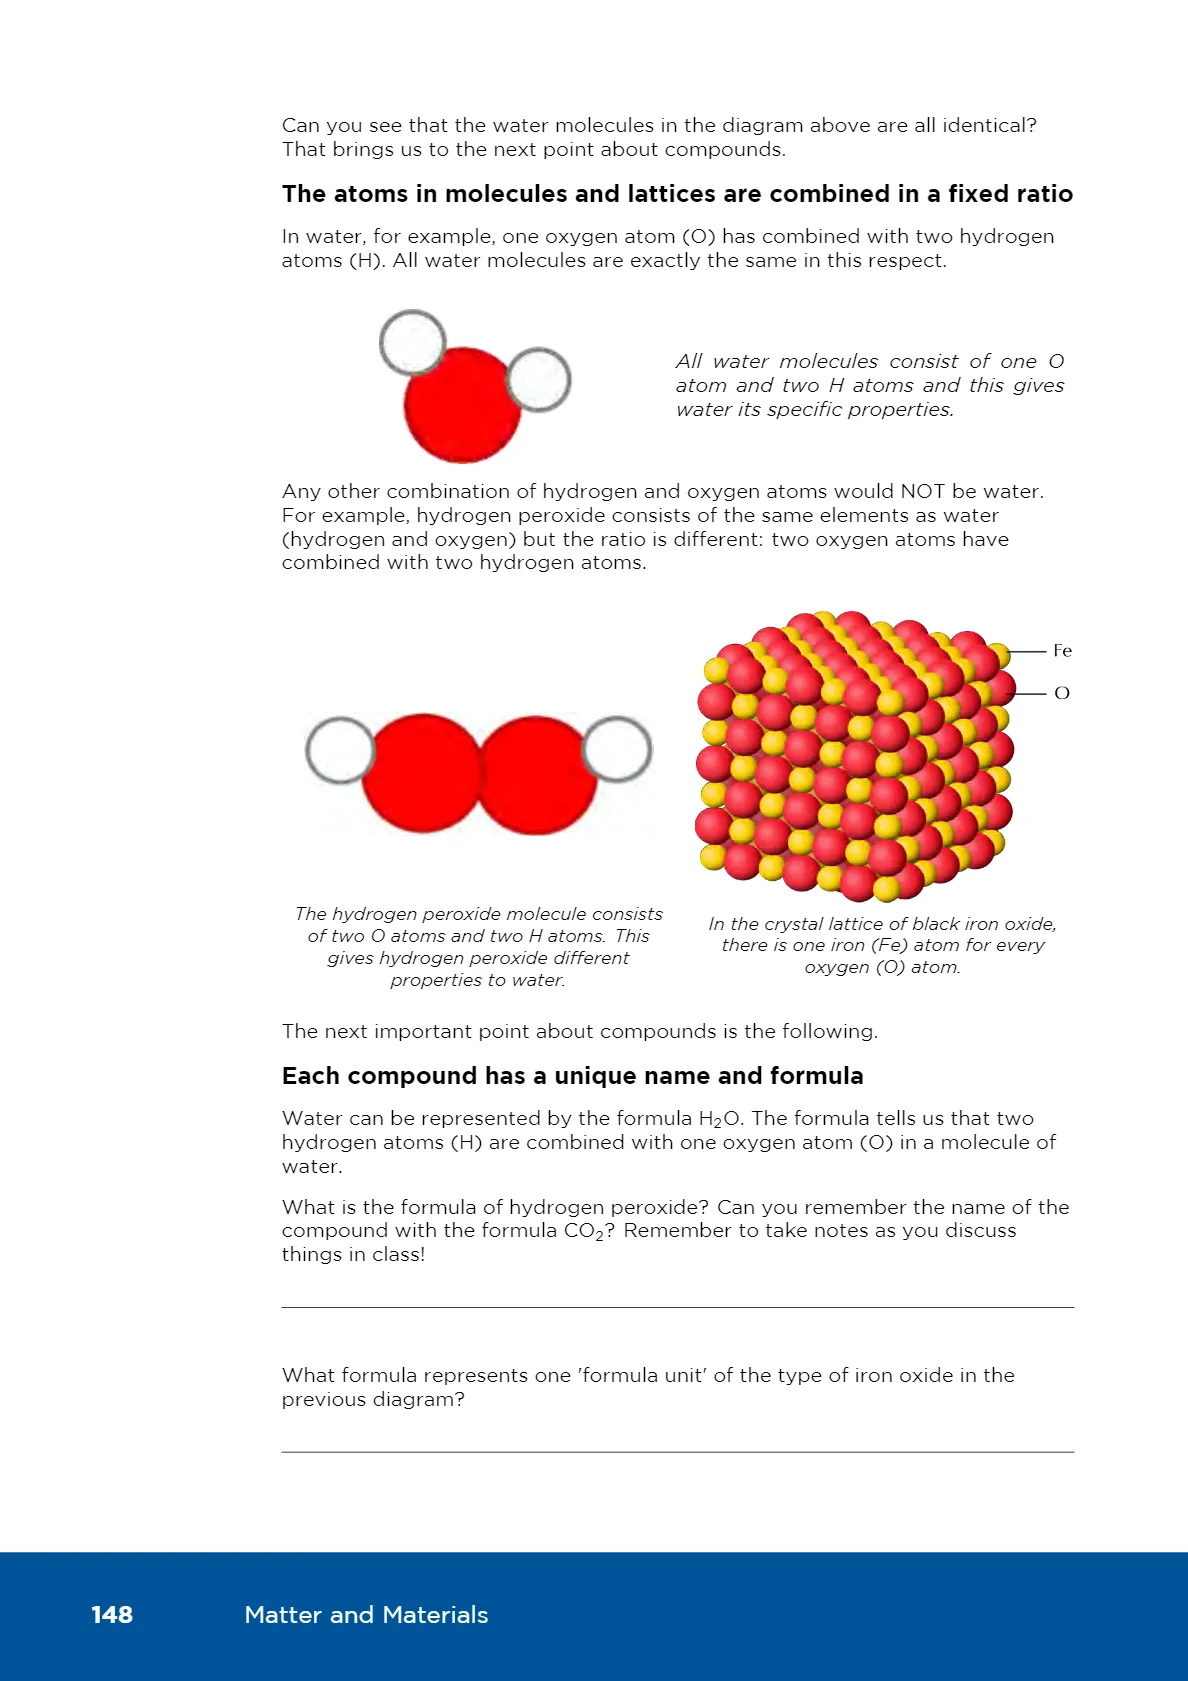 Can you see that the water molecules in the diagram above are all identical?
That brings us to the next point about compounds.
The atoms in molecules and lattices are combined in a fixed ratio
In water, for example, one oxygen atom (O) has combined with two hydrogen
atoms (H). All water molecules are exactly the same in this respect.
All water molecules consist of one O
atom and two H atoms and this gives
water its specific properties.
Any other combination of hydrogen and oxygen atoms would NOT be water.
For example, hydrogen peroxide consists of the same elements as water
(hydrogen and oxygen) but the ratio is different: two oxygen atoms have
combined with two hydrogen atoms.
Fe
O
The hydrogen peroxide molecule consists
of two O atoms and two H atoms. This
gives hydrogen peroxide different
properties to water.
In the crystal lattice of black iron oxide,
there is one iron (Fe) atom for every
oxygen (O) atom.
The next important point about compounds is the following.
Each compound has a unique name and formula
Water can be represented by the formula H₂O. The formula tells us that two
hydrogen atoms (H) are combined with one oxygen atom (O) in a molecule of
water.
What is the formula of hydrogen peroxide? Can you remember the name of the
compound with the formula CO₂? Remember to take notes as you discuss
things in class!
What formula represents one 'formula unit' of the type of iron oxide in the
previous diagram?
148 Matter and Materials